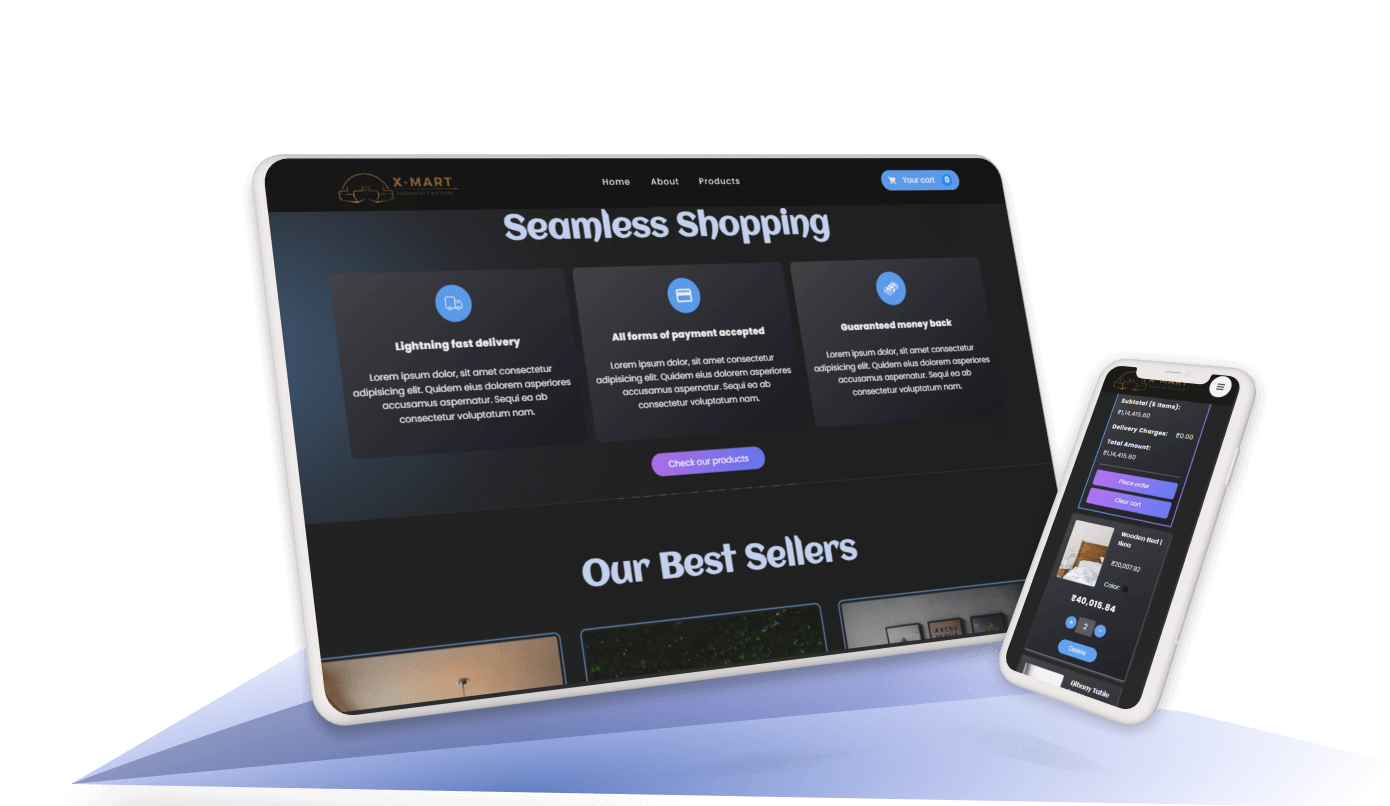 X-MART
Industrial Furniture
Home About Products
Your cart 0
Seamless Shopping
Lightning fast delivery
Lorem ipsum dolor, sit amet consectetur
adipisicing elit. Quidem eius dolorem asperiores
accusamus aspernatur. Sequi ea ab
consectetur voluptatum nam.
All forms of payment accepted
Lorem ipsum dolor, sit amet consectetur
adipisicing elit. Quidem eius dolorem asperiores
accusamus aspernatur. Sequi ea ab
consectetur voluptatum nam.
Guaranteed money back
Lorem ipsum dolor, sit amet consectetur
adipisicing elit. Quidem eius dolorem asperiores
accusamus aspernatur. Sequi ea ab
consectetur voluptatum nam.
Check our products
Our Best Sellers
X-MART
Subtotal (5 Items):
₹1,14,415.60
Delivery Charges: ₹0.00
Total Amount:
₹1,14,415.60
Place order
Clear cart
Wooden Bed |
Ikea
₹20,007.92
Color:
₹40,015.84
+ 2 -
Delete
Albany Table